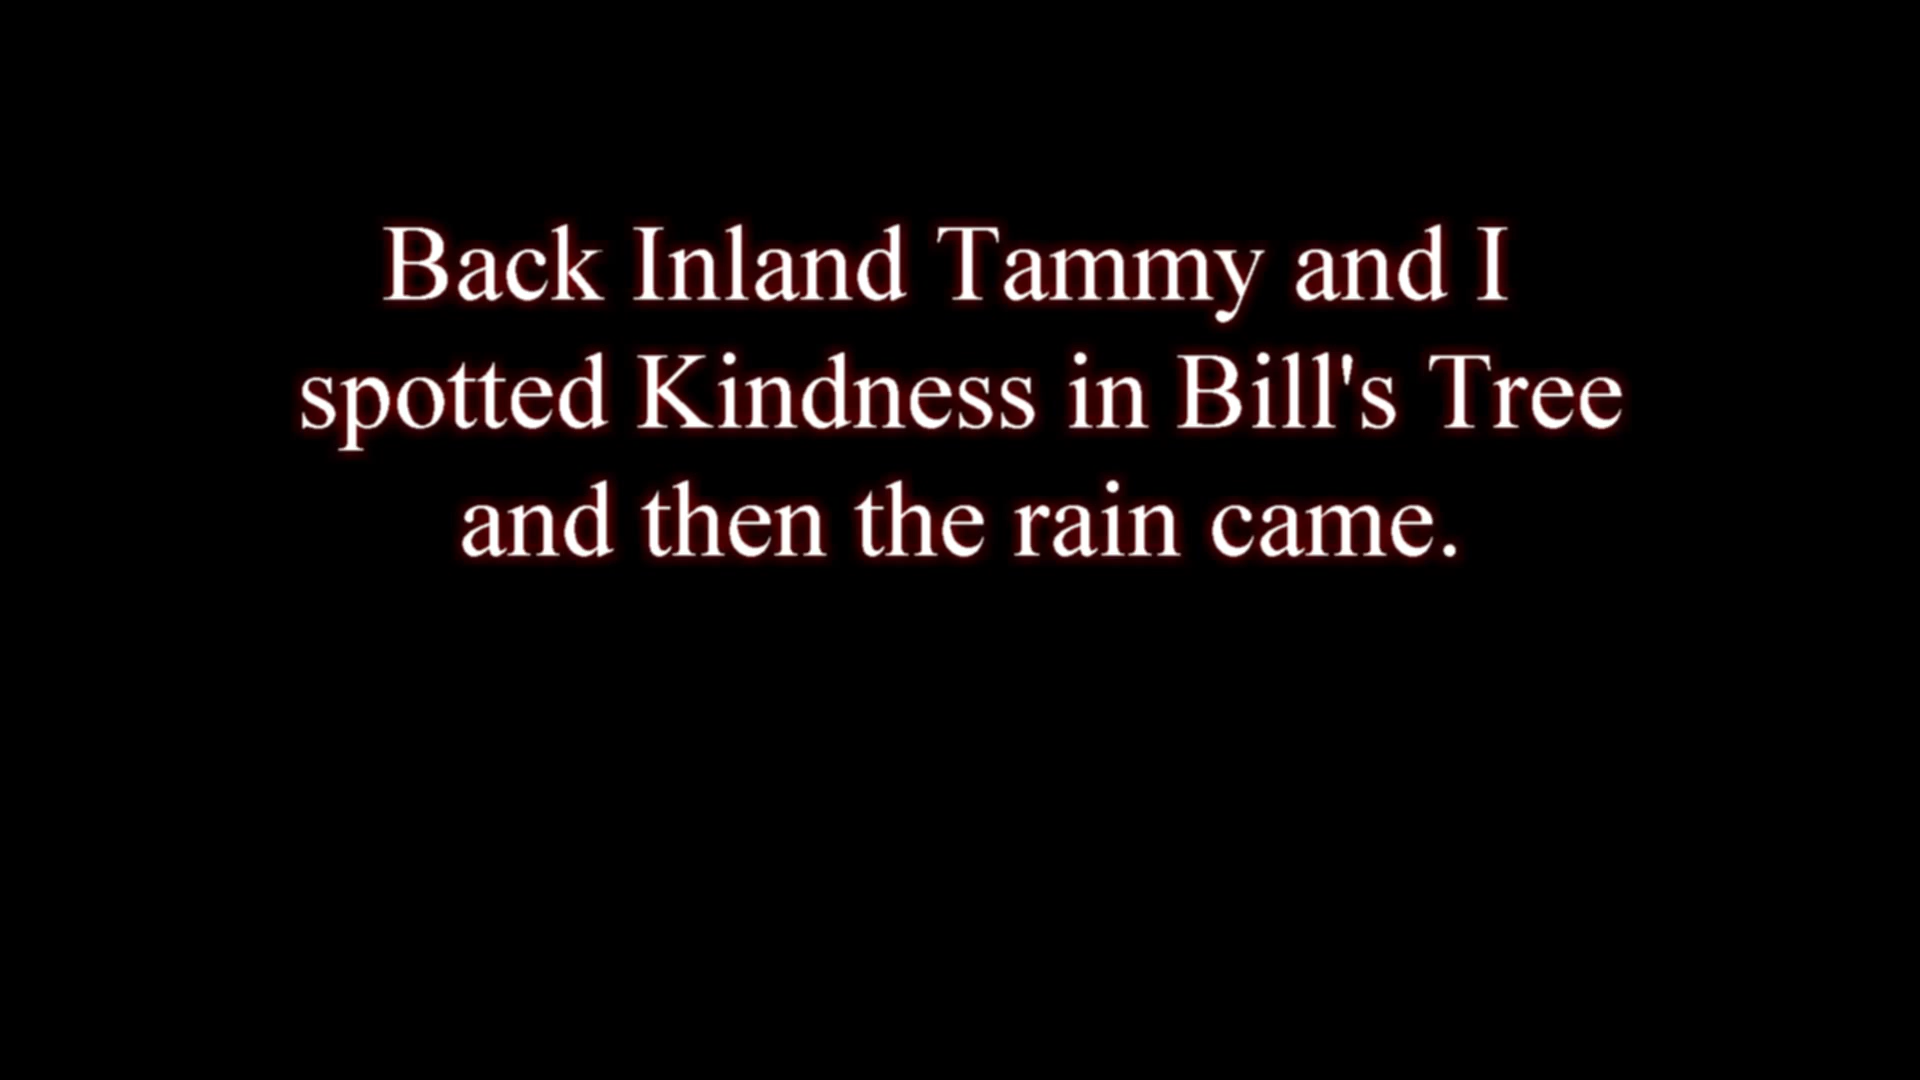 Back Inland Tammy and I
spotted Kindness in Bill's Tree
and then the rain came.